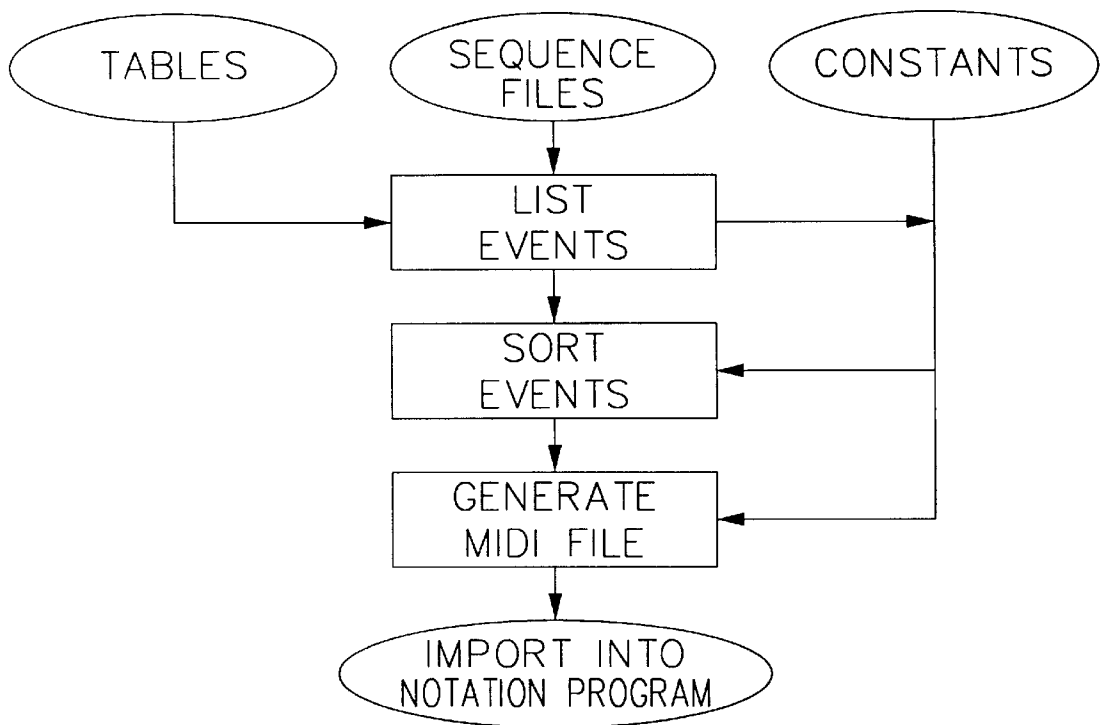 TABLES
SEQUENCE
FILES
CONSTANTS
LIST
EVENTS
SORT
EVENTS
GENERATE
MIDI FILE
IMPORT INTO
NOTATION PROGRAM